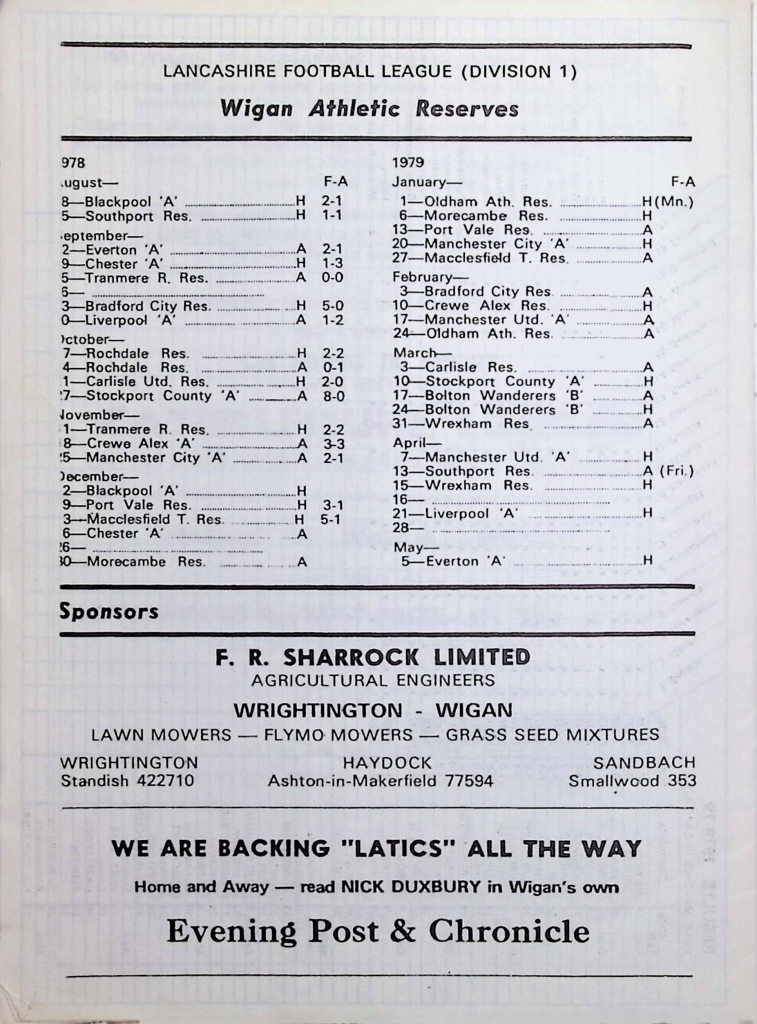 LANCASHIRE FOOTBALL LEAGUE (DIVISION 1)
Wigan Athletic Reserves
978
ugust— F-A
8—Blackpool 'A' H 2-1
5—Southport Res. H 1-1
eptember—
2—Everton 'A' A 2-1
9—Chester 'A' H 1-3
5—Tranmere R. Res. A 0-0
6—
3—Bradford City Res. H 5-0
0—Liverpool 'A' A 1-2
October—
7—Rochdale Res. H 2-2
4—Rochdale Res. A 0-1
1—Carlisle Utd. Res. H 2-0
7—Stockport County 'A' A 8-0
November—
1—Tranmere R. Res. H 2-2
8—Crewe Alex 'A' A 3-3
5—Manchester City 'A' A 2-1
December—
2—Blackpool 'A' H
9—Port Vale Res. H 3-1
3—Macclesfield T. Res. H 5-1
6—Chester 'A' A
26—
30—Morecambe Res. A
1979
January— F-A
1—Oldham Ath. Res. H (Mn.)
6—Morecambe Res. H
13—Port Vale Res. A
20—Manchester City 'A' H
27—Macclesfield T. Res. A
February—
3—Bradford City Res. A
10—Crewe Alex Res. H
17—Manchester Utd. 'A' A
24—Oldham Ath. Res. A
March—
3—Carlisle Res. A
10—Stockport County 'A' H
17—Bolton Wanderers 'B' A
24—Bolton Wanderers 'B' H
31—Wrexham Res A
April—
7—Manchester Utd. 'A' H
13—Southport Res. A (Fri.)
15—Wrexham Res. H
16—
21—Liverpool 'A' H
28—
May—
5—Everton 'A' H
Sponsors
F. R. SHARROCK LIMITED
AGRICULTURAL ENGINEERS
WRIGHTINGTON - WIGAN
LAWN MOWERS — FLYMO MOWERS — GRASS SEED MIXTURES
WRIGHTINGTON HAYDOCK SANDBACH
Standish 422710 Ashton-in-Makerfield 77594 Smallwood 353
WE ARE BACKING "LATICS" ALL THE WAY
Home and Away — read NICK DUXBURY in Wigan's own
Evening Post & Chronicle